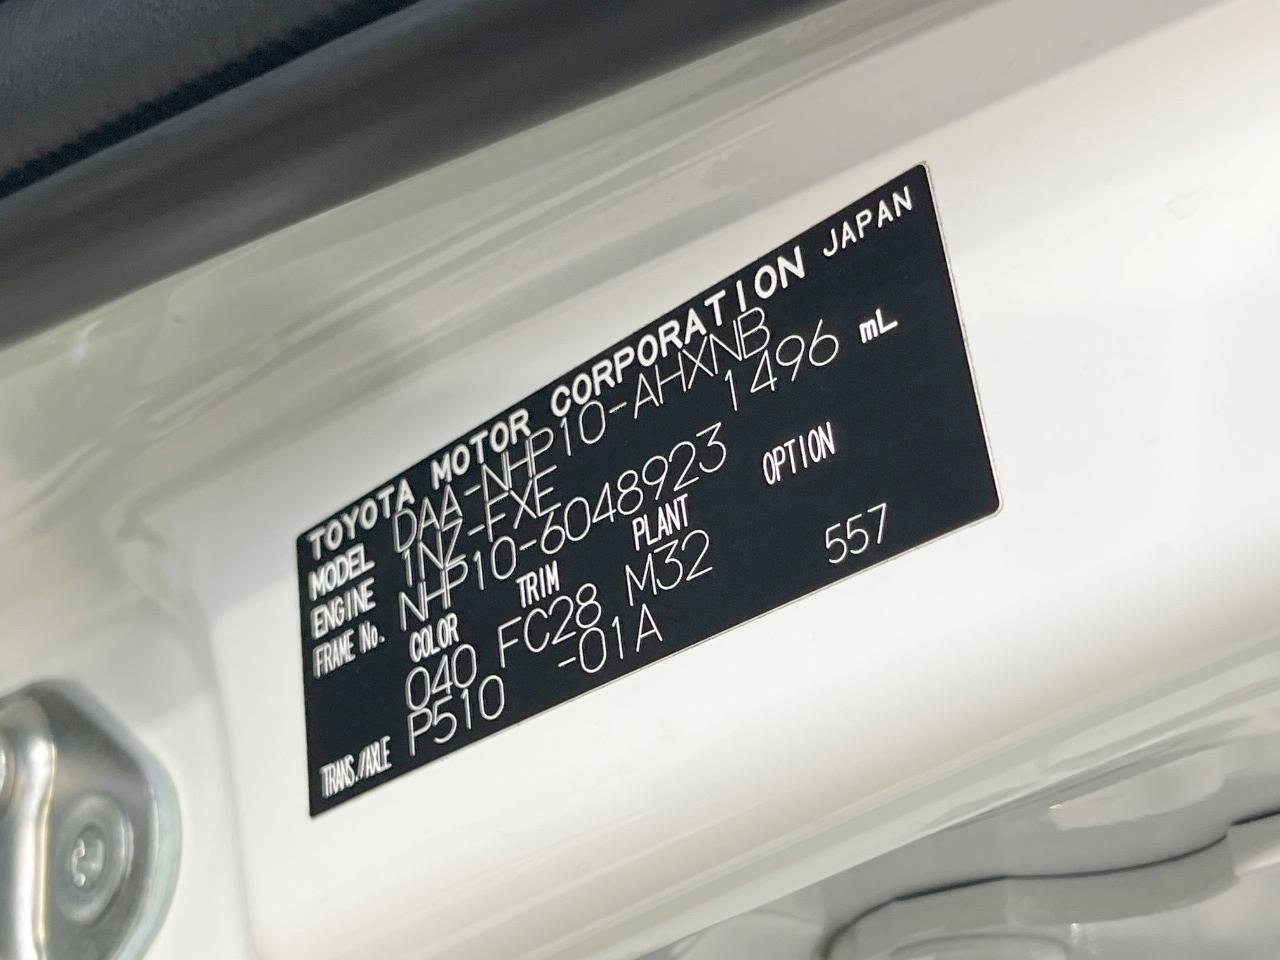 TOYOTA MOTOR CORPORATION JAPAN
MODEL DAA-NHP10-AHXNB
ENGINE 1NZ-FXE 1496 mL
FRAME No. NHP10-6048923
COLOR TRIM PLANT OPTION
040 FC28 M32 557
TRANS./AXLE P510 -01A